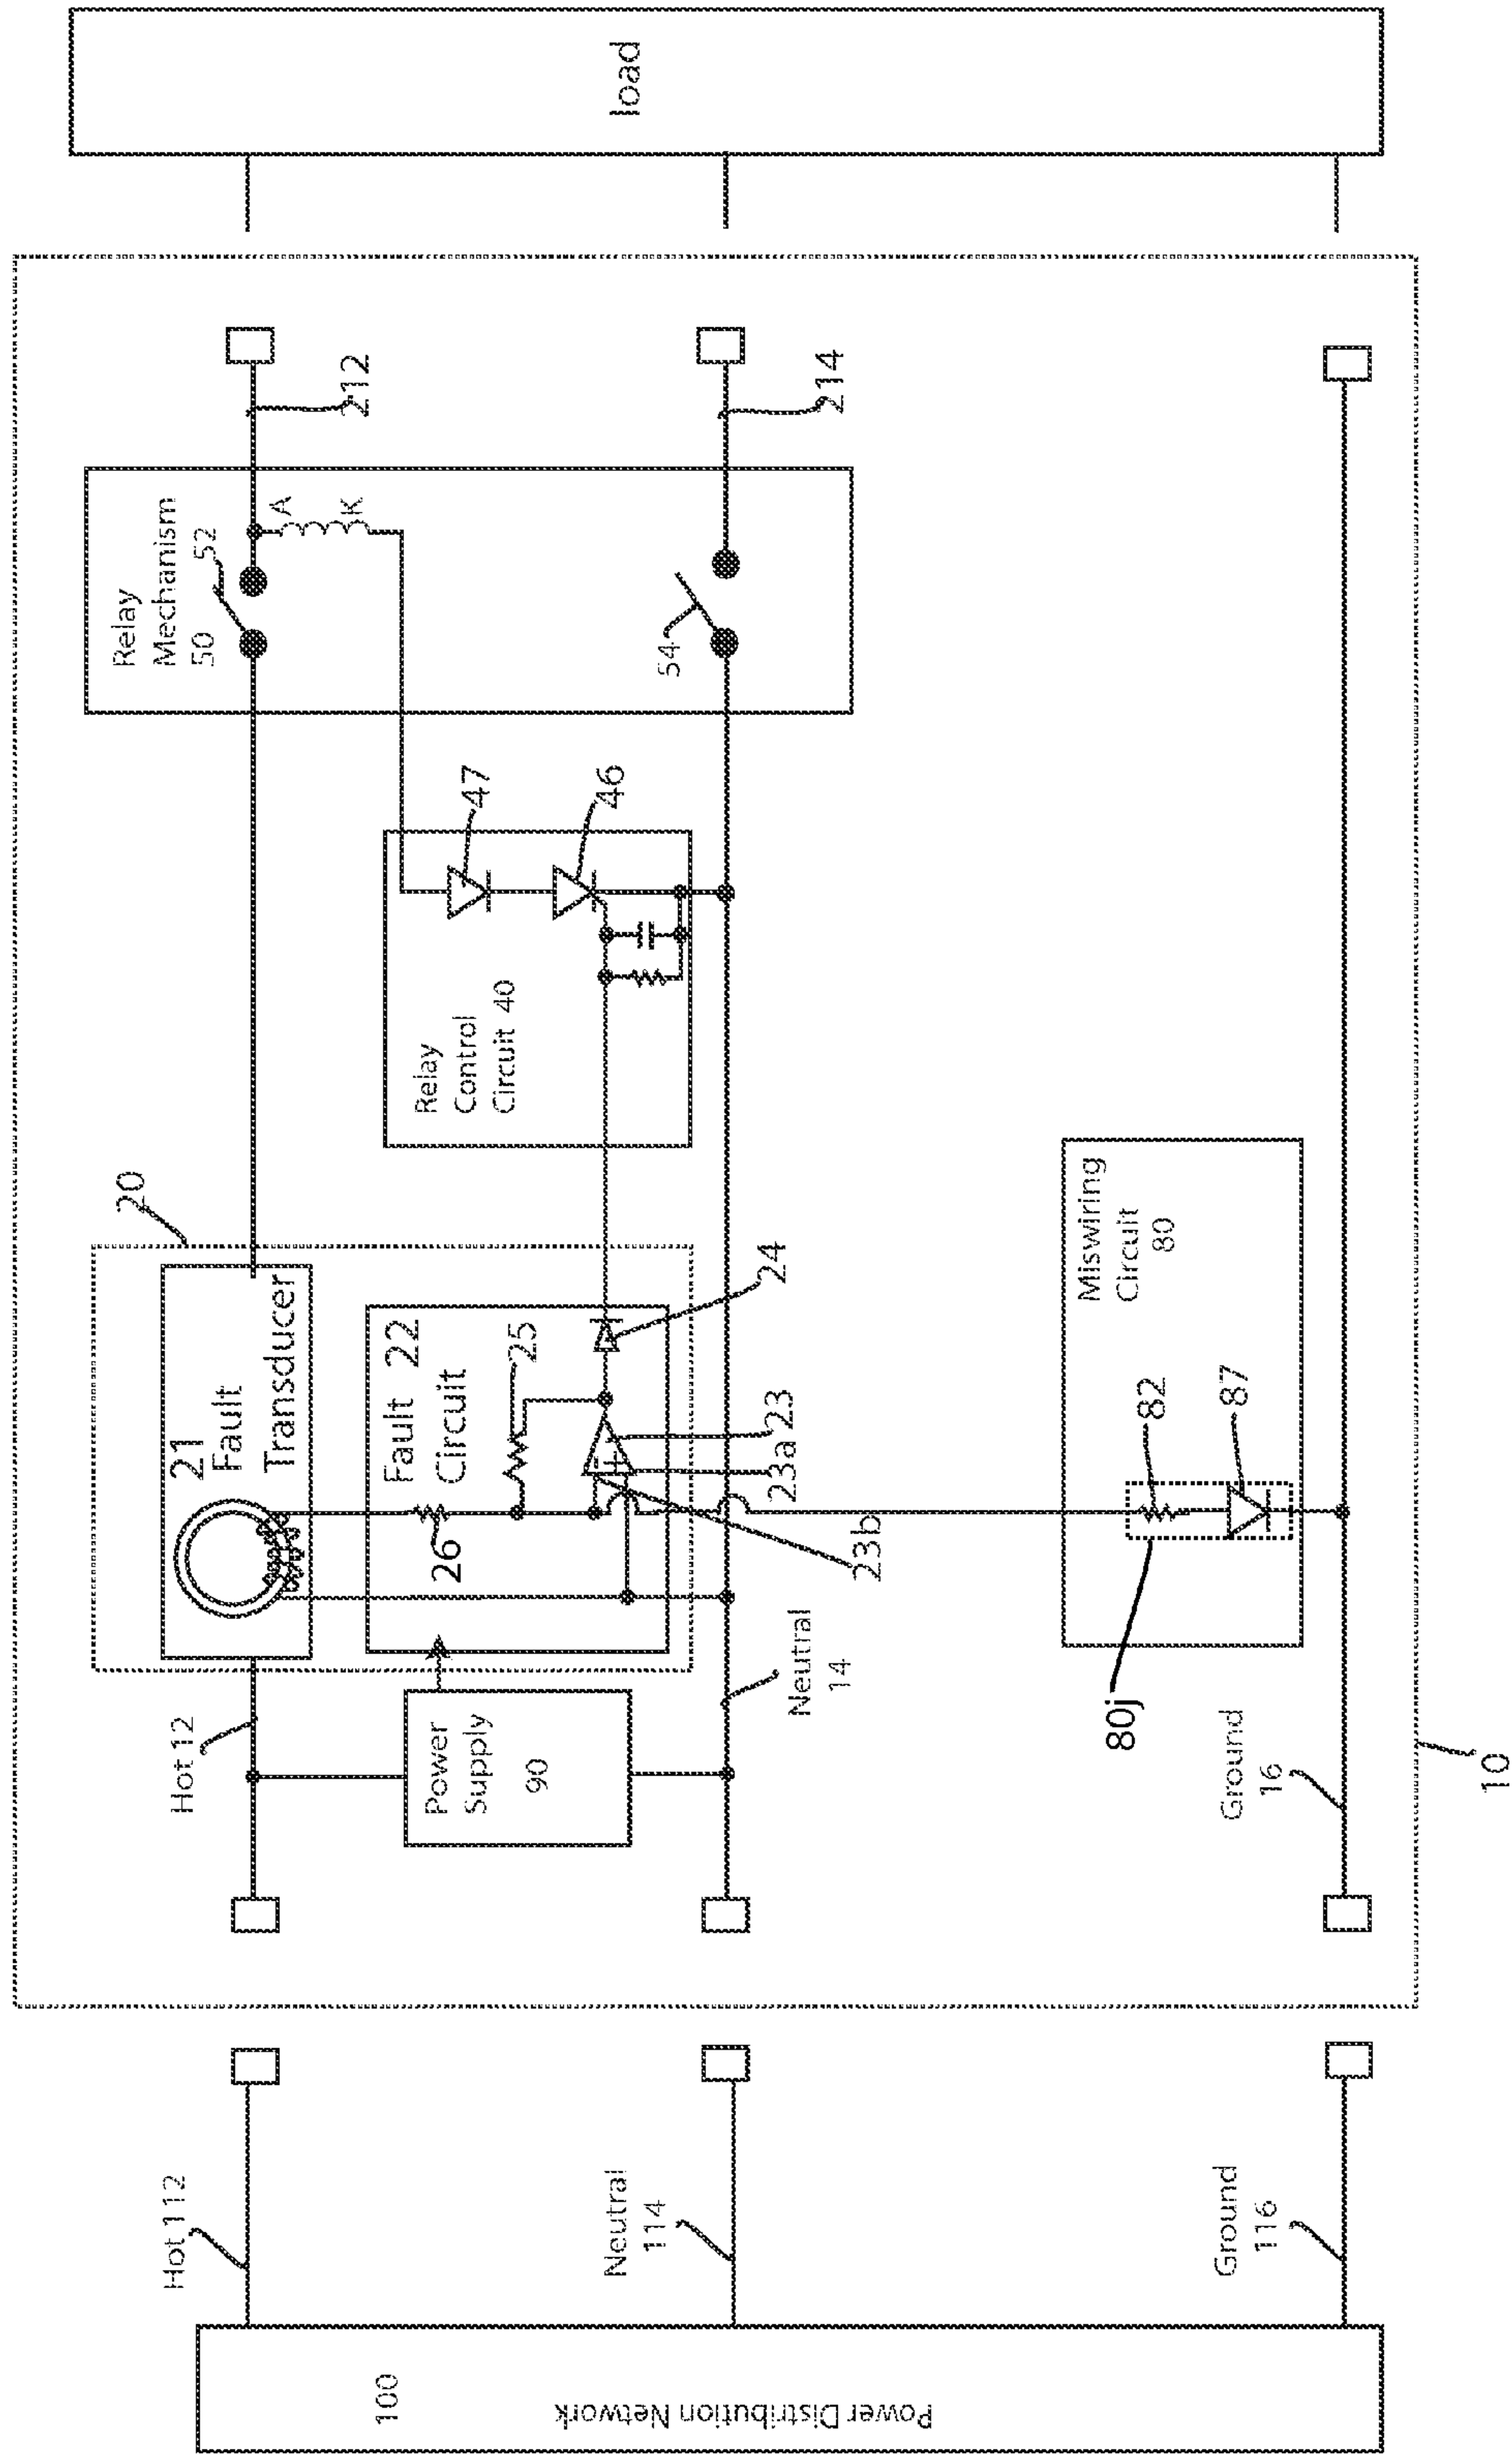 100
Power Distribution Network
Hot 112
Neutral
114
Ground
116
10
Hot 12
Power
Supply
90
Neutral
14
Ground
16
20
21
Fault
Transducer
Fault 22
Circuit
26
25
24
23
23a
23b
Miswiring
Circuit
80
82
87
80j
Relay
Control
Circuit 40
47
46
Relay
Mechanism
50 52
A
K
54
212
214
load